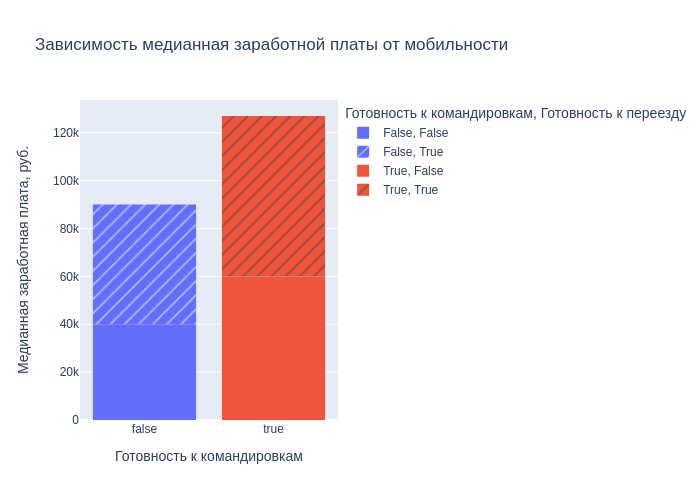 Зависимость медианная заработной платы от мобильности
Готовность к командировкам, Готовность к переезду
False, False
False, True
True, False
True, True
Медианная заработная плата, руб.
120k
100k
80k
60k
40k
20k
0
false
true
Готовность к командировкам